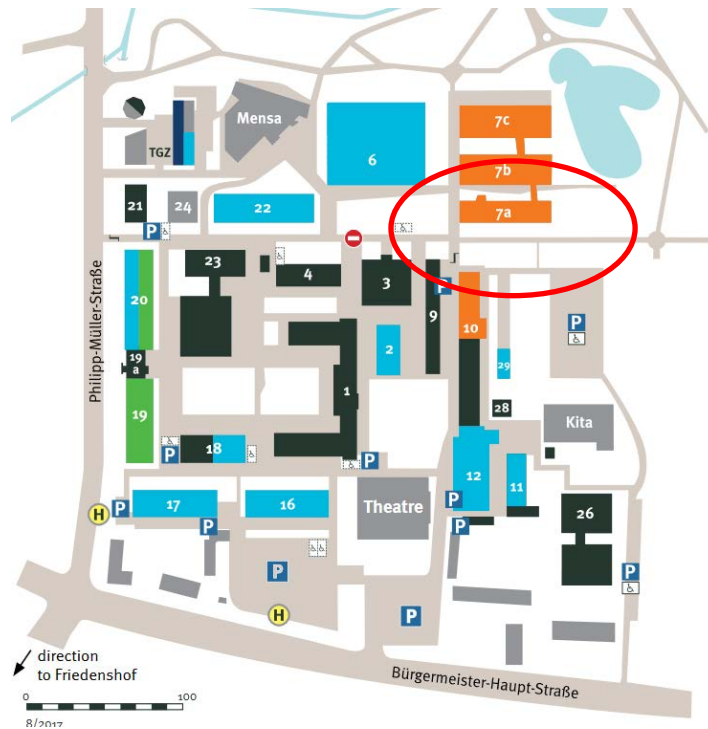 7c
Mensa
7b
TGZ
6
21
24
22
7a
P
23
4
3
P
9
20
10
P
2
Philipp-Müller-Straße
19
a
1
29
19
28
Kita
18
P
P
12
11
17
16
Theatre
P
26
P
H
P
P
P
P
H
P
direction
to Friedenshof
Bürgermeister-Haupt-Straße
0
100
8/2017